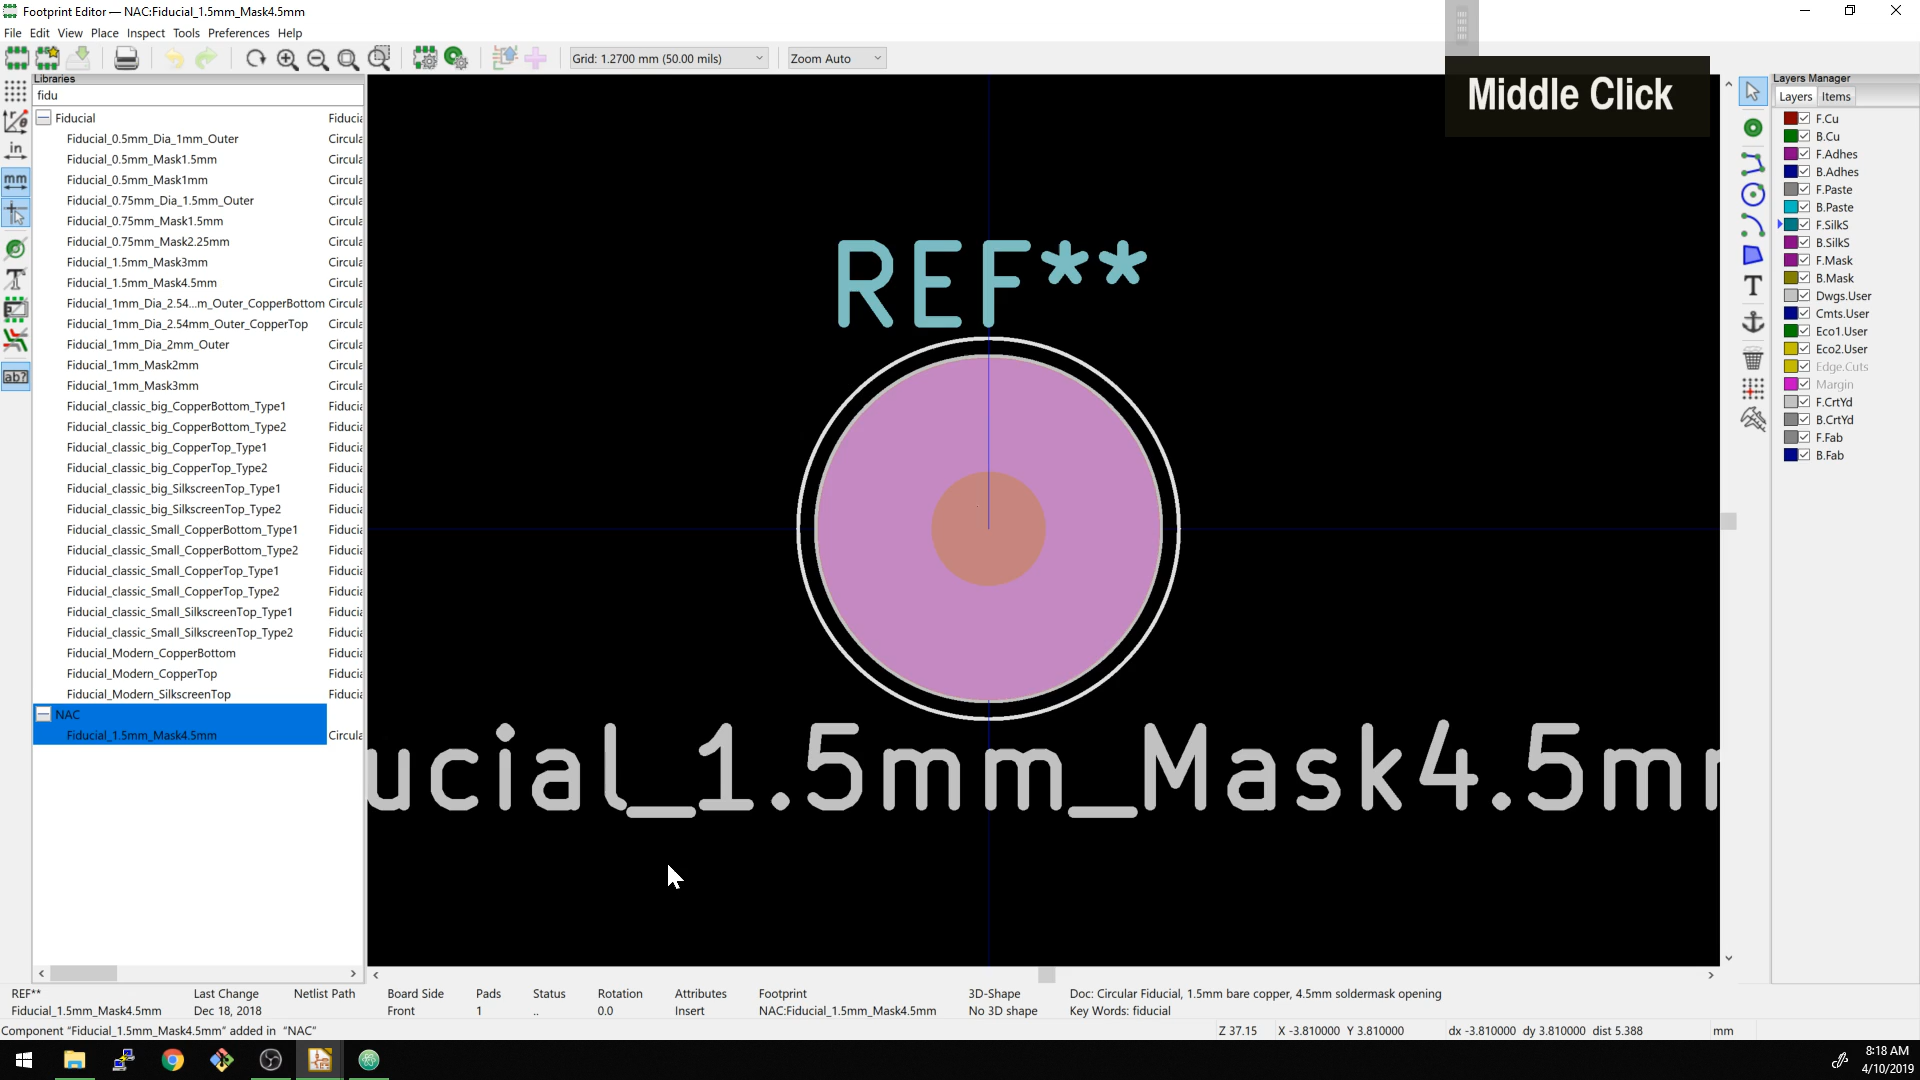 Footprint Editor — NAC:Fiducial_1.5mm_Mask4.5mm
File Edit View Place Inspect Tools Preferences Help
Grid: 1.2700 mm (50.00 mils)
Zoom Auto
Middle Click
Libraries
fidu
Fiducial
Fiducial_0.5mm_Dia_1mm_Outer
Fiducial_0.5mm_Mask1.5mm
Fiducial_0.5mm_Mask1mm
Fiducial_0.75mm_Dia_1.5mm_Outer
Fiducial_0.75mm_Mask1.5mm
Fiducial_0.75mm_Mask2.25mm
Fiducial_1.5mm_Mask3mm
Fiducial_1.5mm_Mask4.5mm
Fiducial_1mm_Dia_2.54...m_Outer_CopperBottom
Fiducial_1mm_Dia_2.54mm_Outer_CopperTop
Fiducial_1mm_Dia_2mm_Outer
Fiducial_1mm_Mask2mm
Fiducial_1mm_Mask3mm
Fiducial_classic_big_CopperBottom_Type1
Fiducial_classic_big_CopperBottom_Type2
Fiducial_classic_big_CopperTop_Type1
Fiducial_classic_big_CopperTop_Type2
Fiducial_classic_big_SilkscreenTop_Type1
Fiducial_classic_big_SilkscreenTop_Type2
Fiducial_classic_Small_CopperBottom_Type1
Fiducial_classic_Small_CopperBottom_Type2
Fiducial_classic_Small_CopperTop_Type1
Fiducial_classic_Small_CopperTop_Type2
Fiducial_classic_Small_SilkscreenTop_Type1
Fiducial_classic_Small_SilkscreenTop_Type2
Fiducial_Modern_CopperBottom
Fiducial_Modern_CopperTop
Fiducial_Modern_SilkscreenTop
NAC
Fiducial_1.5mm_Mask4.5mm
in
mm
ab?
REF**
ucial_1.5mm_Mask4.5m
Layers Manager
Layers Items
F.Cu
B.Cu
F.Adhes
B.Adhes
F.Paste
B.Paste
F.SilkS
B.SilkS
F.Mask
B.Mask
Dwgs.User
Cmts.User
Eco1.User
Eco2.User
Edge.Cuts
Margin
F.CrtYd
B.CrtYd
F.Fab
B.Fab
REF** Last Change Netlist Path Board Side Pads Status Rotation Attributes Footprint 3D-Shape Doc: Circular Fiducial, 1.5mm bare copper, 4.5mm soldermask opening
Fiducial_1.5mm_Mask4.5mm Dec 18, 2018 Front 1 .. 0.0 Insert NAC:Fiducial_1.5mm_Mask4.5mm No 3D shape Key Words: fiducial
Component "Fiducial_1.5mm_Mask4.5mm" added in "NAC" Z 37.15 X -3.810000 Y 3.810000 dx -3.810000 dy 3.810000 dist 5.388 mm
8:18 AM
4/10/2019